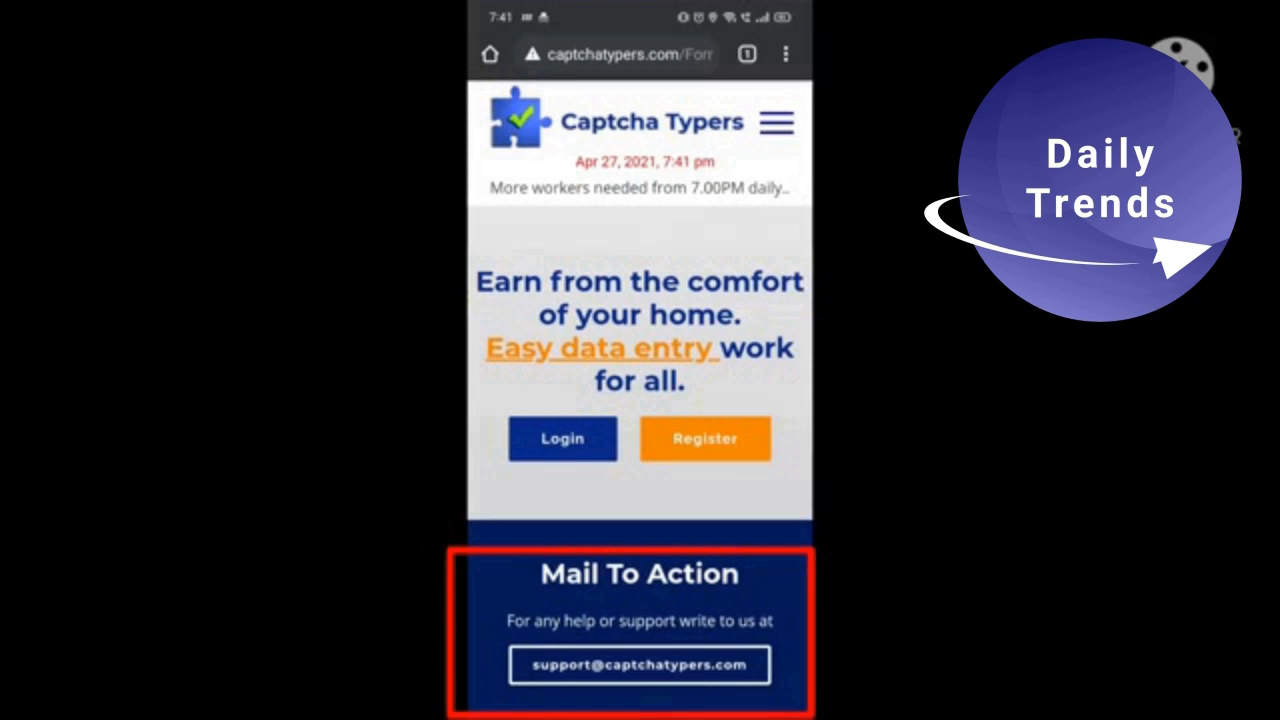 7:41
captchatypers.com/Forr
1
Captcha Typers
Apr 27, 2021, 7:41 pm
More workers needed from 7.00PM daily..
Earn from the comfort
of your home.
Easy data entry work
for all.
Login
Register
Mail To Action
For any help or support write to us at
support@captchatypers.com
Daily
Trends